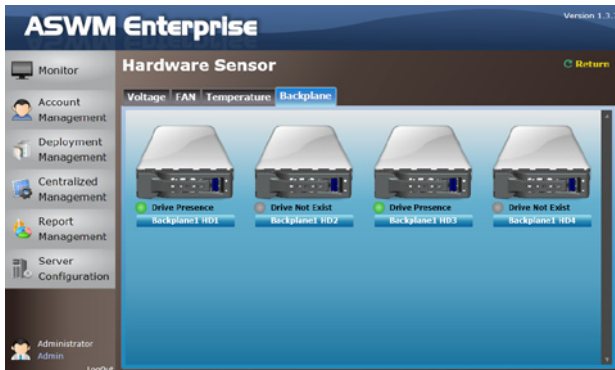 ASWM Enterprise
Version 1.3.
Monitor
Account
Management
Deployment
Management
Centralized
Management
Report
Management
Server
Configuration
Administrator
Admin
LogOut
Hardware Sensor
Return
Voltage FAN Temperature Backplane
Drive Presence
Backplane1 HD1
Drive Not Exist
Backplane1 HD2
Drive Presence
Backplane1 HD3
Drive Not Exist
Backplane1 HD4